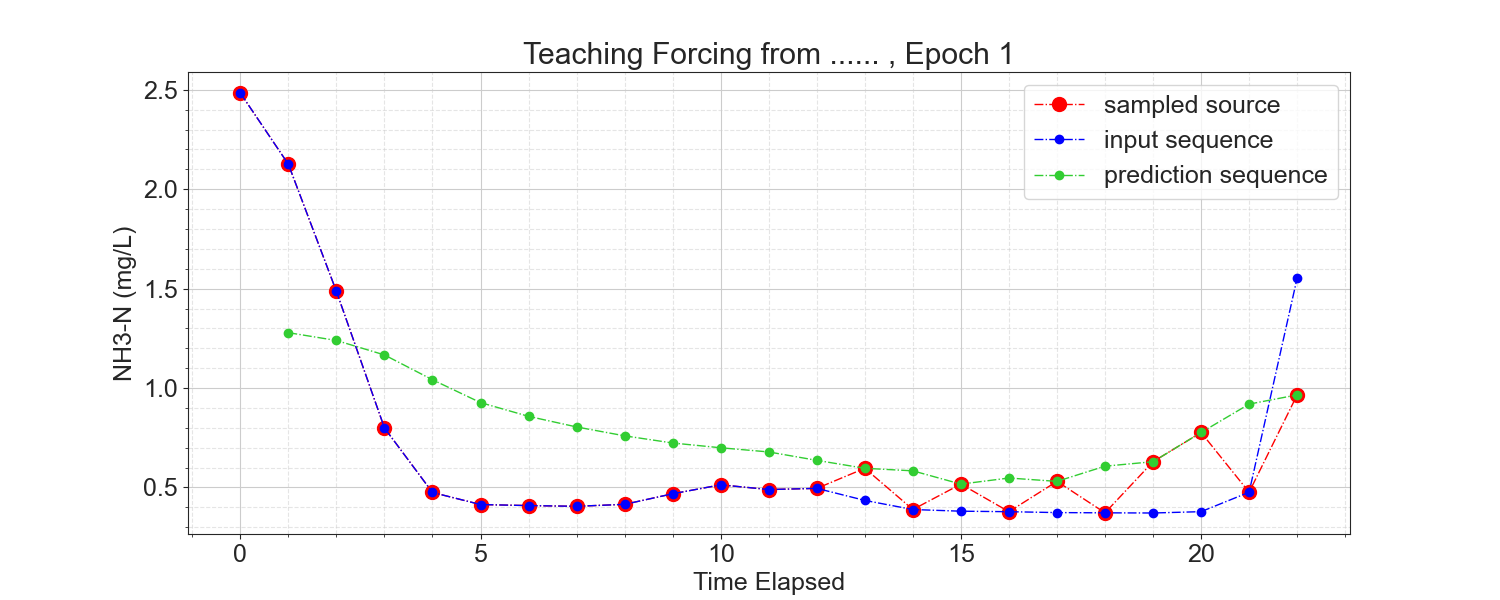 Teaching Forcing from ...... , Epoch 1
sampled source
input sequence
prediction sequence
NH3-N (mg/L)
2.5
2.0
1.5
1.0
0.5
0 5 10 15 20
Time Elapsed